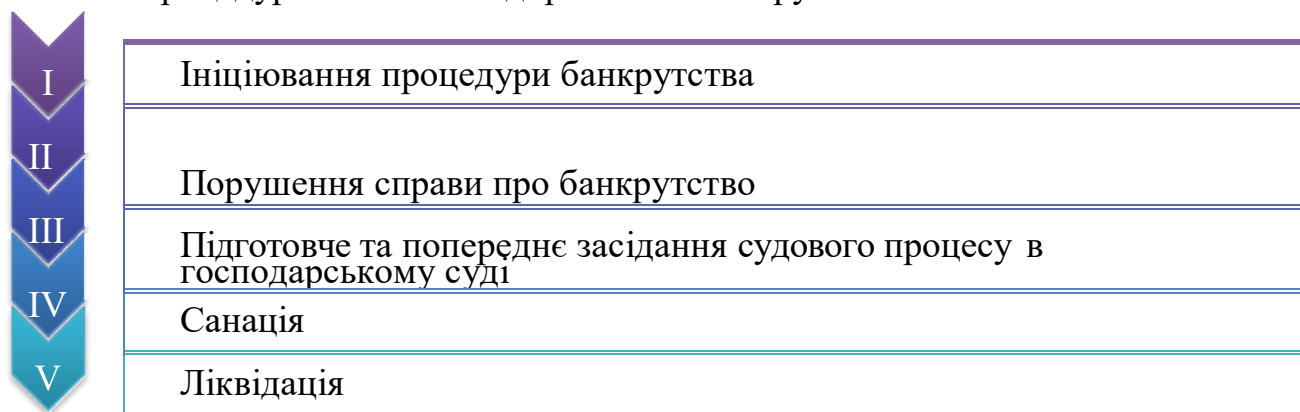 I
Ініціювання процедури банкрутства
II
Порушення справи про банкрутство
III
Підготовче та попереднє засідання судового процесу в
господарському суді
IV
Санація
V
Ліквідація